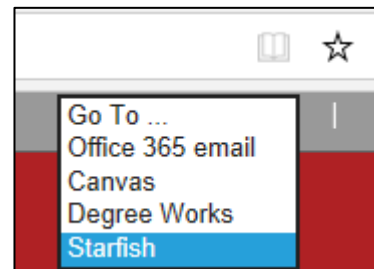 Go To ...
Office 365 email
Canvas
Degree Works
Starfish